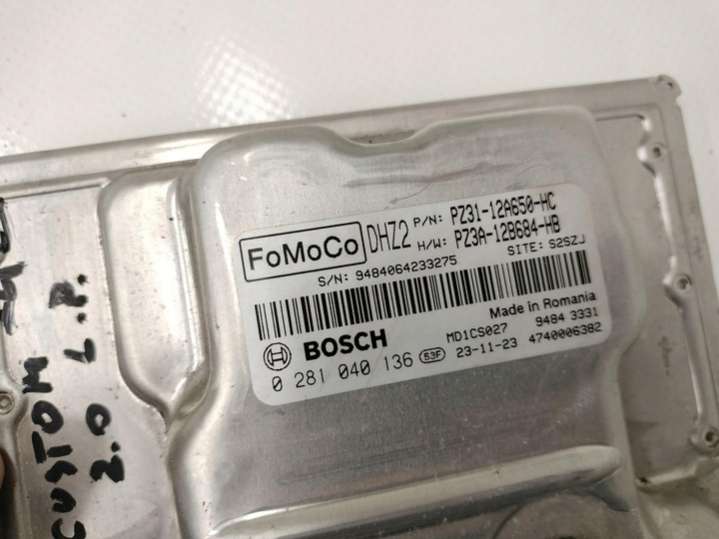 FoMoCo DHZ2 P/N: PZ31-12A650-HC
H/W: PZ3A-12B684-HB
S/N: 9484064233275 SITE: S2SZJ
Made in Romania
BOSCH MD1CS027 9484 3331
0 281 040 136 53F 23-11-23 4740006382
CUSTOM
2.0